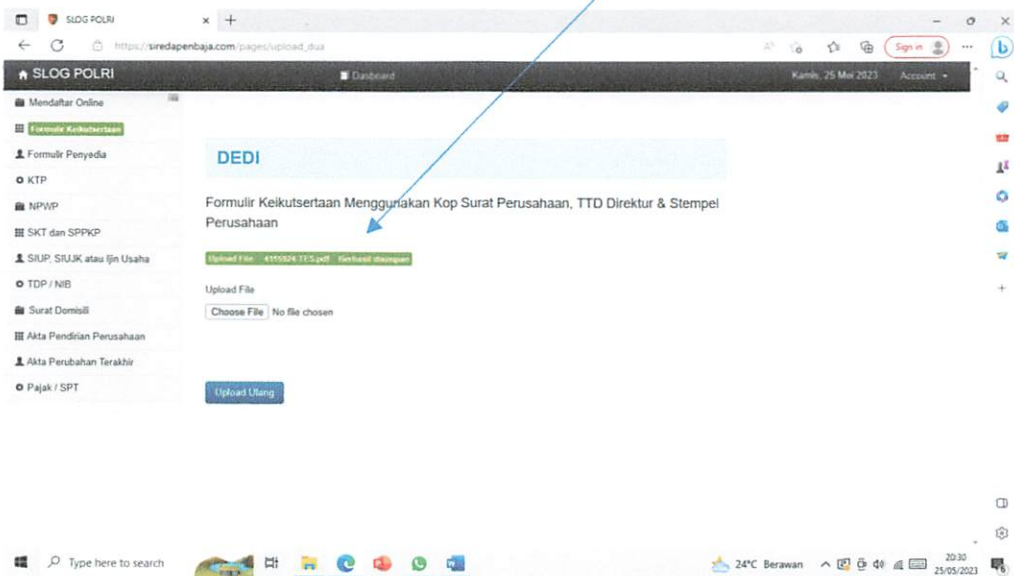 SLOG POLRI
https://siredapenbaja.com/pages/upload_dua
Sign in
SLOG POLRI
Dasboard
Kamis, 25 Mei 2023
Account
Mendaftar Online
Formulir Keikutsertaan
Formulir Penyedia
KTP
NPWP
SKT dan SPPKP
SIUP, SIUJK atau Ijin Usaha
TDP / NIB
Surat Domisili
Akta Pendirian Perusahaan
Akta Perubahan Terakhir
Pajak / SPT
DEDI
Formulir Keikutsertaan Menggunakan Kop Surat Perusahaan, TTD Direktur & Stempel
Perusahaan
Upload File 4115924 TES.pdf Berhasil disimpan
Upload File
Choose File No file chosen
Upload Ulang
Type here to search
24°C Berawan
20:30
25/05/2023